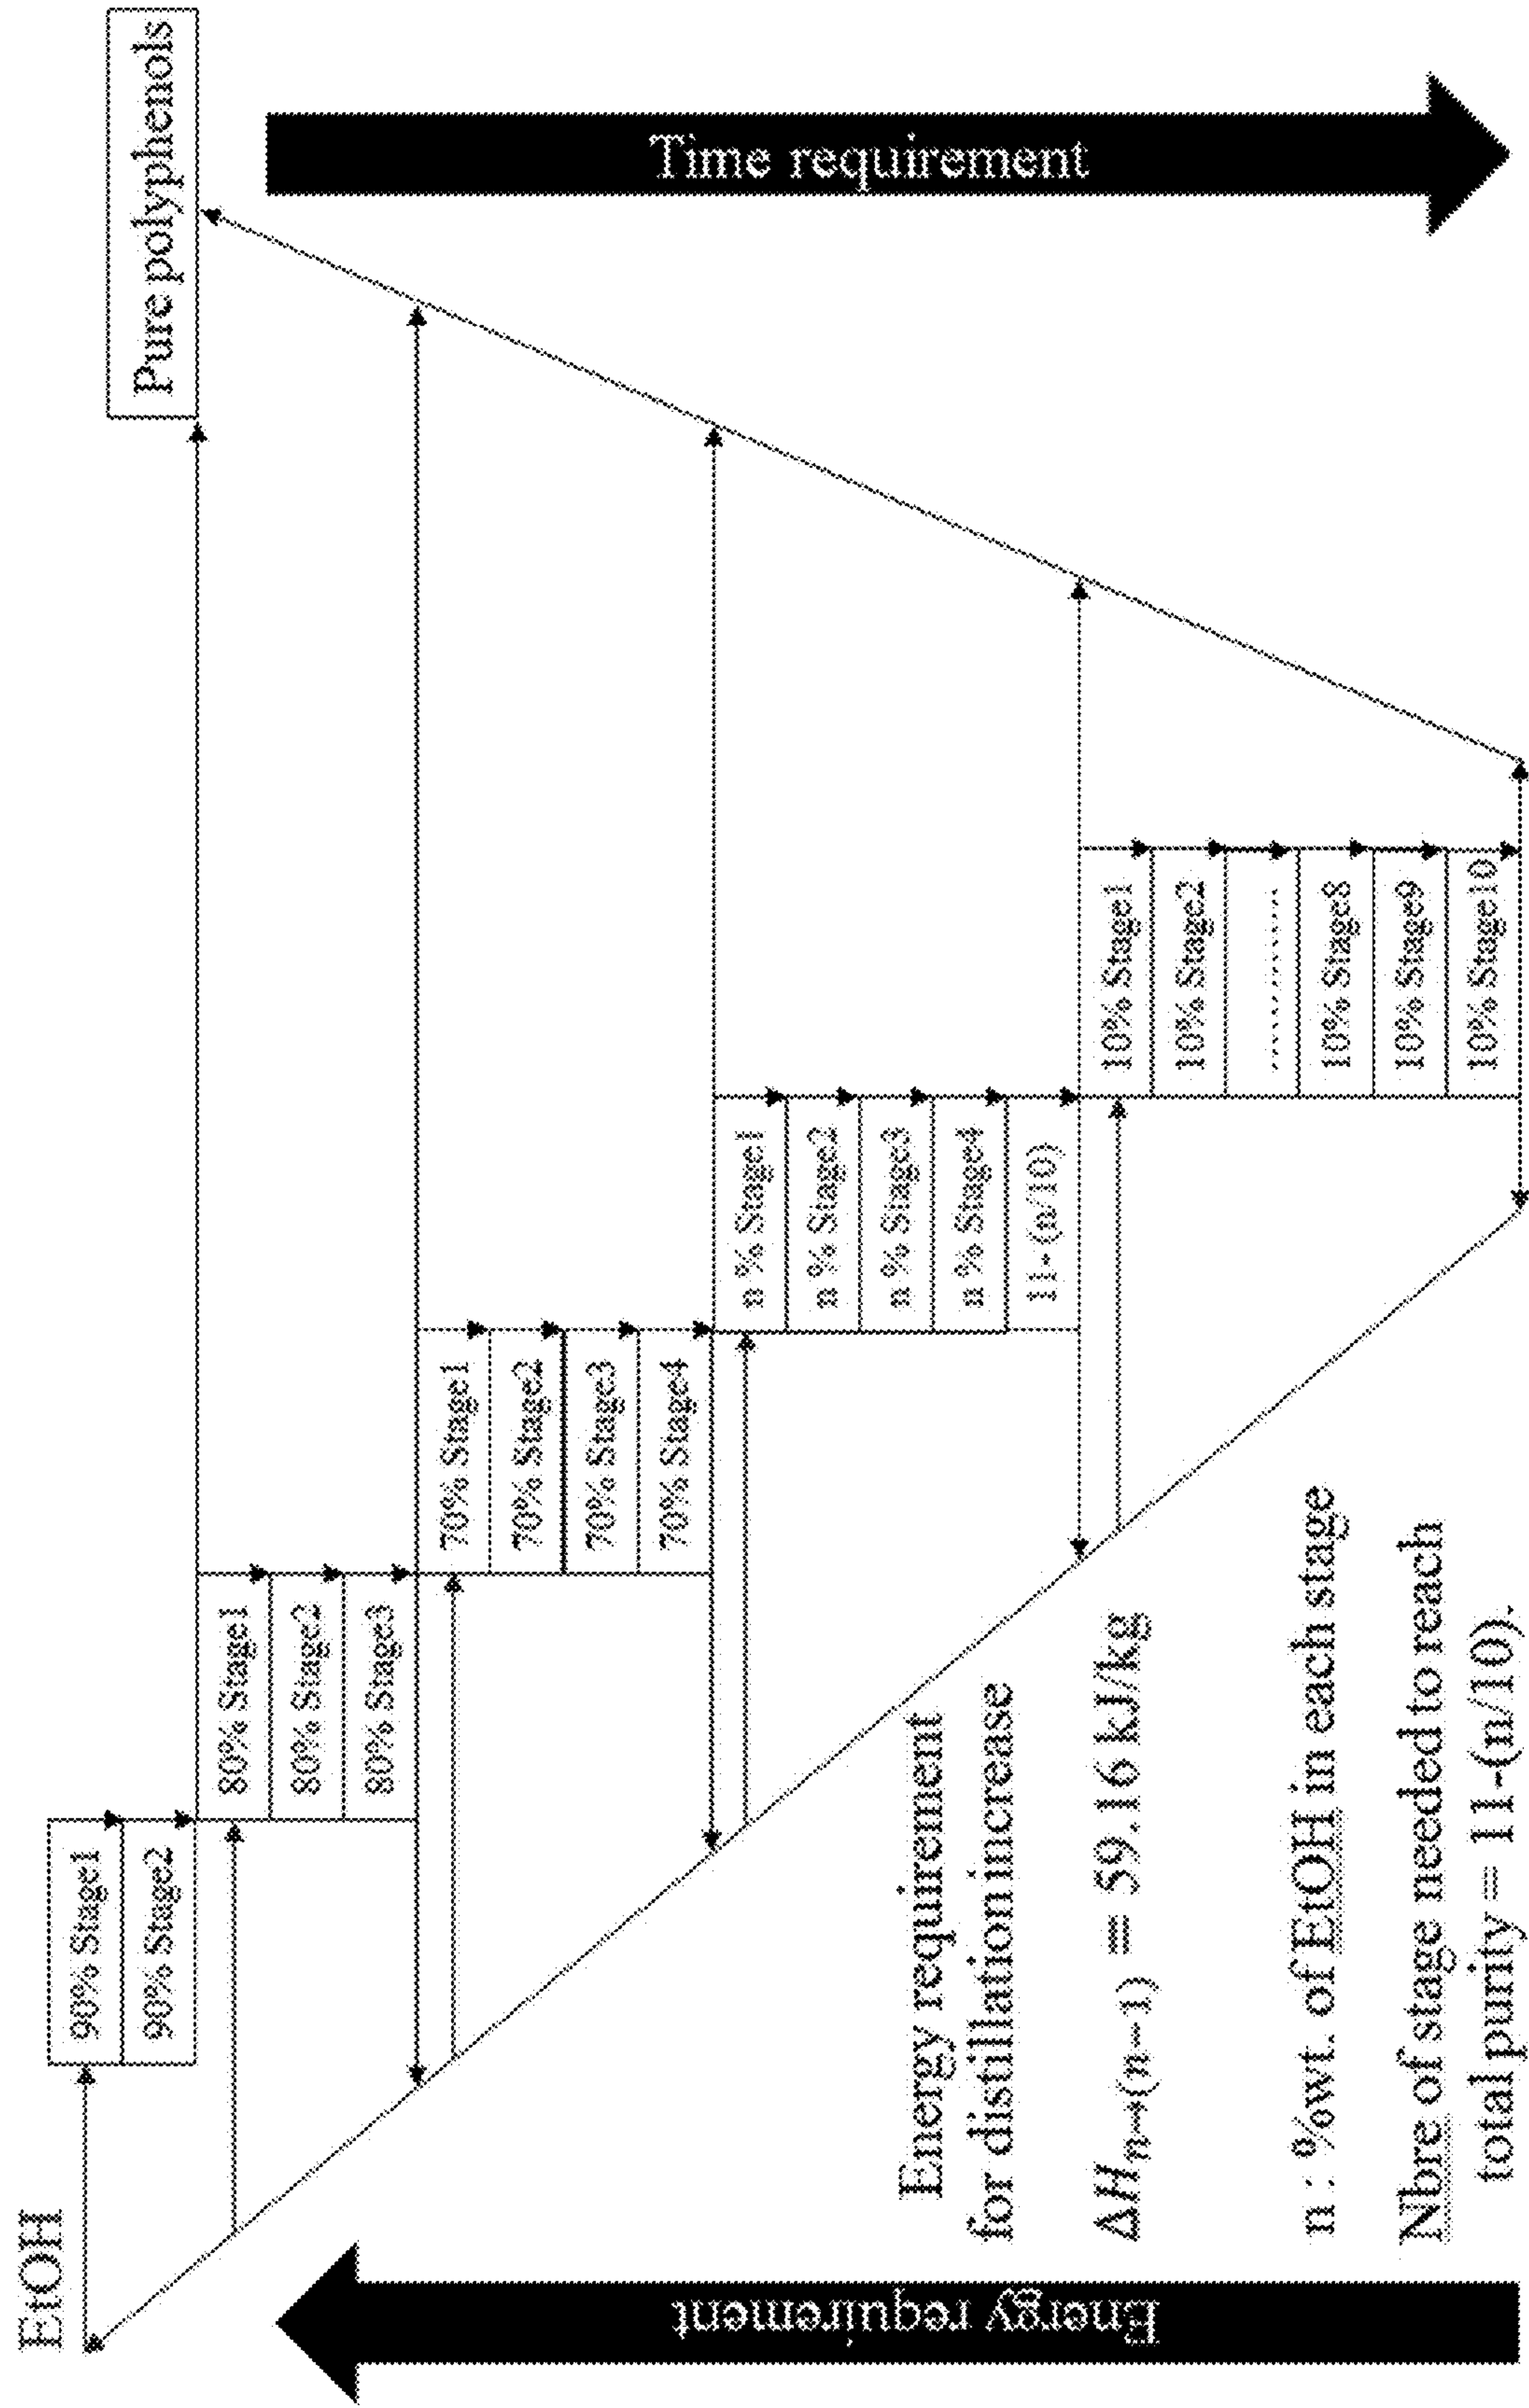 EtOH
Pure polyphenols
90% Stage1
90% Stage2
80% Stage1
80% Stage2
80% Stage3
70% Stage1
70% Stage2
70% Stage3
70% Stage4
n % Stage1
n % Stage2
n % Stage3
n % Stage4
11- (n/10)
10% Stage1
10% Stage2
..............
10% Stage8
10% Stage9
10% Stage10
Energy requirement
Time requirement
Energy requirement
for distillation increase
ΔHn→(n−1) = 59.16 kJ/kg
n : %wt. of EtOH in each stage
Nbre of stage needed to reach
total purity = 11-(n/10).